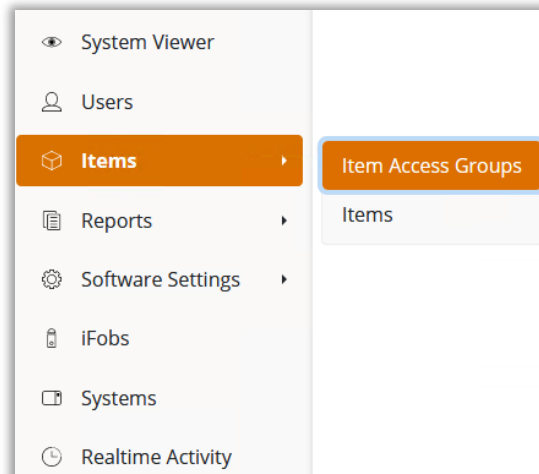 System Viewer
Users
Items
Item Access Groups
Reports
Items
Software Settings
iFobs
Systems
Realtime Activity